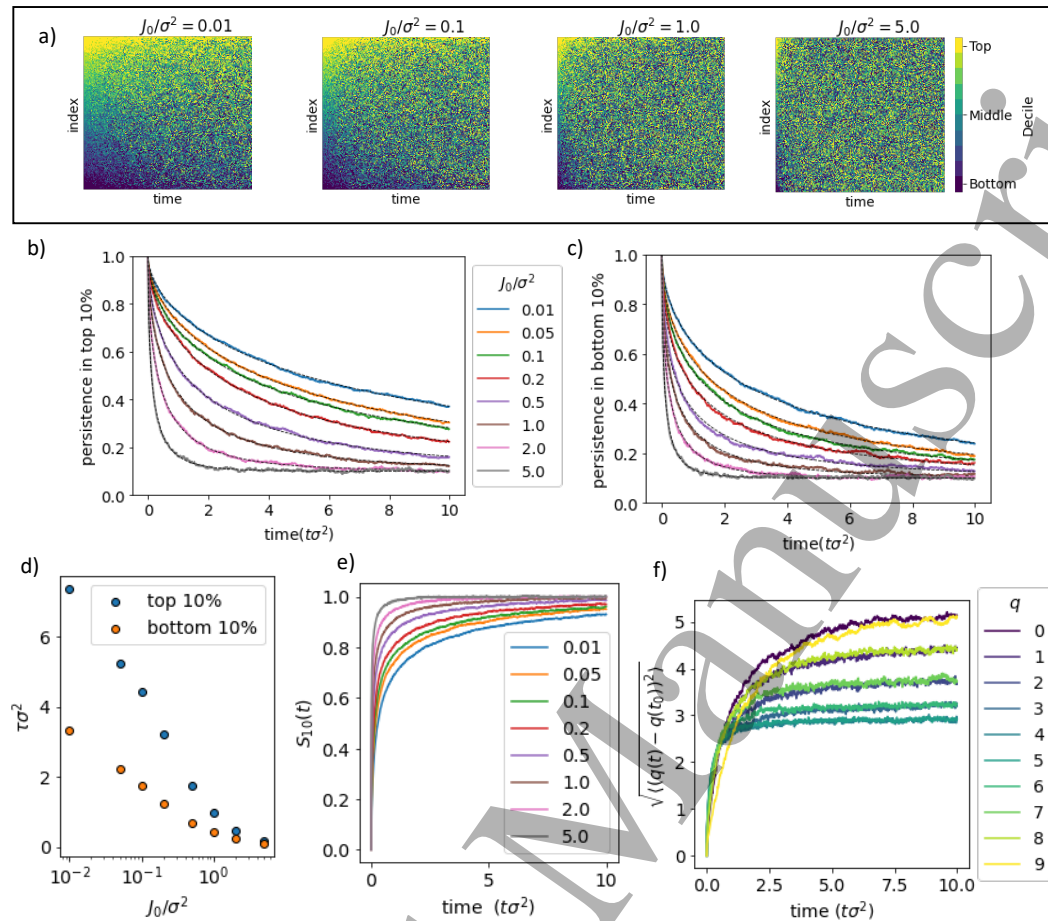 a)
J₀/σ² = 0.01
J₀/σ² = 0.1
J₀/σ² = 1.0
J₀/σ² = 5.0
index
time
index
time
index
time
index
time
Top
Middle
Bottom
Decile
b)
persistence in top 10%
1.0
0.8
0.6
0.4
0.2
0.0
0 2 4 6 8 10
time(tσ²)
J₀/σ²
0.01
0.05
0.1
0.2
0.5
1.0
2.0
5.0
c)
persistence in bottom 10%
1.0
0.8
0.6
0.4
0.2
0.0
0 2 4 6 8 10
time(tσ²)
d)
τσ²
6
4
2
0
top 10%
bottom 10%
10⁻² 10⁻¹ 10⁰
J₀/σ²
e)
S₁₀(t)
1.0
0.8
0.6
0.4
0.2
0.0
0.01
0.05
0.1
0.2
0.5
1.0
2.0
5.0
0 5 10
time (tσ²)
f)
√⟨(q(t) − q(t₀))²⟩
5
4
3
2
1
0
0.0 2.5 5.0 7.5 10.0
time (tσ²)
q
0
1
2
3
4
5
6
7
8
9
Manuscri